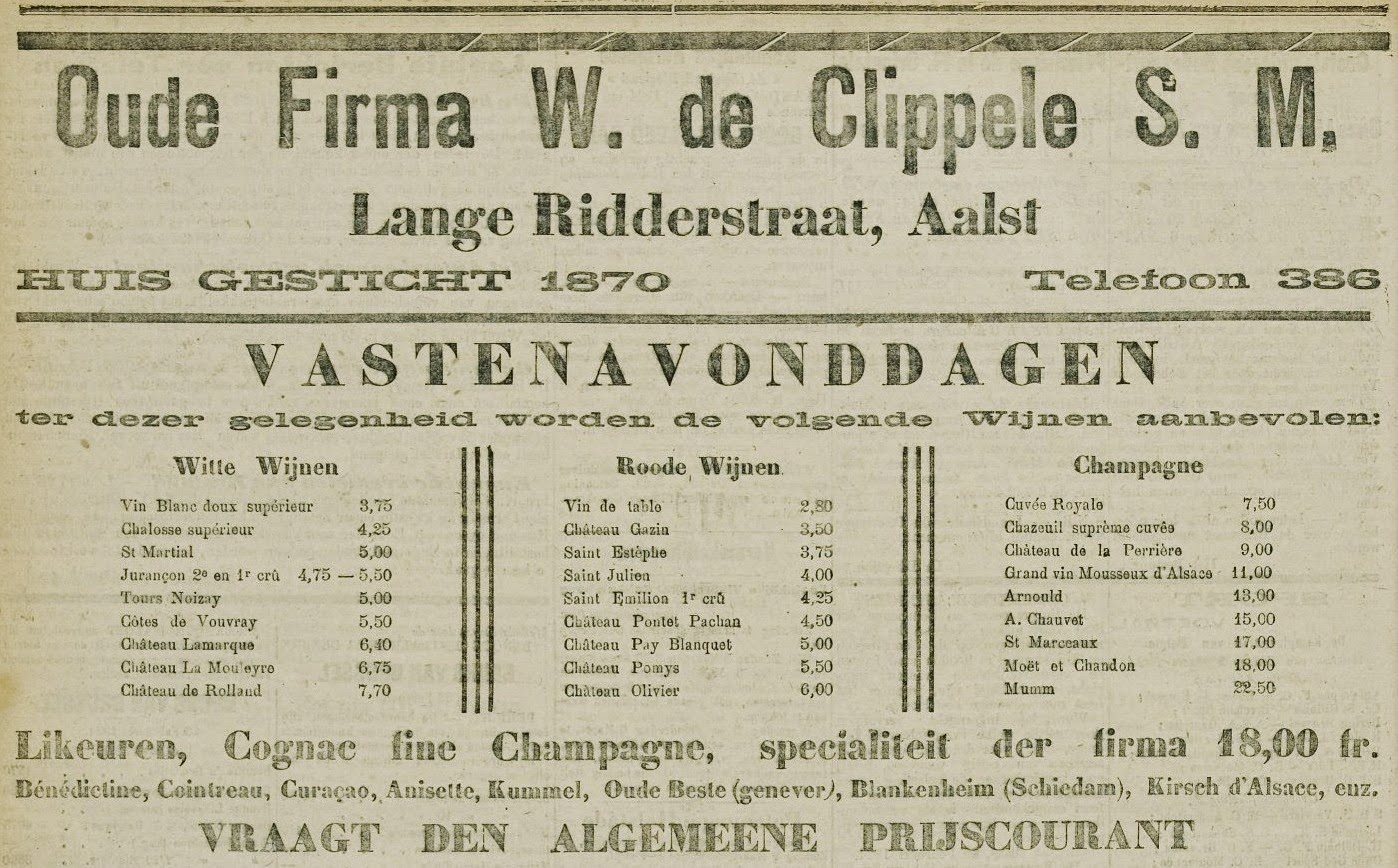 Oude Firma W. de Clippele S. M.
Lange Ridderstraat, Aalst
HUIS GESTICHT 1870 Telefoon 386
VASTENAVONDDAGEN
ter dezer gelegenheid worden de volgende Wijnen aanbevolen:
Witte Wijnen
Vin Blanc doux supérieur 3,75
Chalosse supérieur 4,25
St Martial 5,00
Jurançon 2e en 1r crû 4,75 — 5,50
Tours Noizay 5,00
Côtes de Vouvray 5,50
Château Lamarque 6,40
Château La Mouleyre 6,75
Château de Rolland 7,70
Roode Wijnen
Vin de table 2,80
Château Gazin 3,50
Saint Estèphe 3,75
Saint Julien 4,00
Saint Emilion 1r crû 4,25
Château Pontet Pachan 4,50
Château Pay Blanquet 5,00
Château Pomys 5,50
Château Olivier 6,00
Champagne
Cuvée Royale 7,50
Chazeuil suprème cuvée 8,00
Château de la Perrière 9,00
Grand vin Mousseux d'Alsace 11,00
Arnould 13,00
A. Chauvet 15,00
St Marceaux 17,00
Moët et Chandon 18,00
Mumm 22,50
Likeuren, Cognac fine Champagne, specialiteit der firma 18,00 fr.
Bénédictine, Cointreau, Curaçao, Anisette, Kummel, Oude Beste (genever), Blankenheim (Schiedam), Kirsch d'Alsace, enz.
VRAAGT DEN ALGEMEENE PRIJSCOURANT